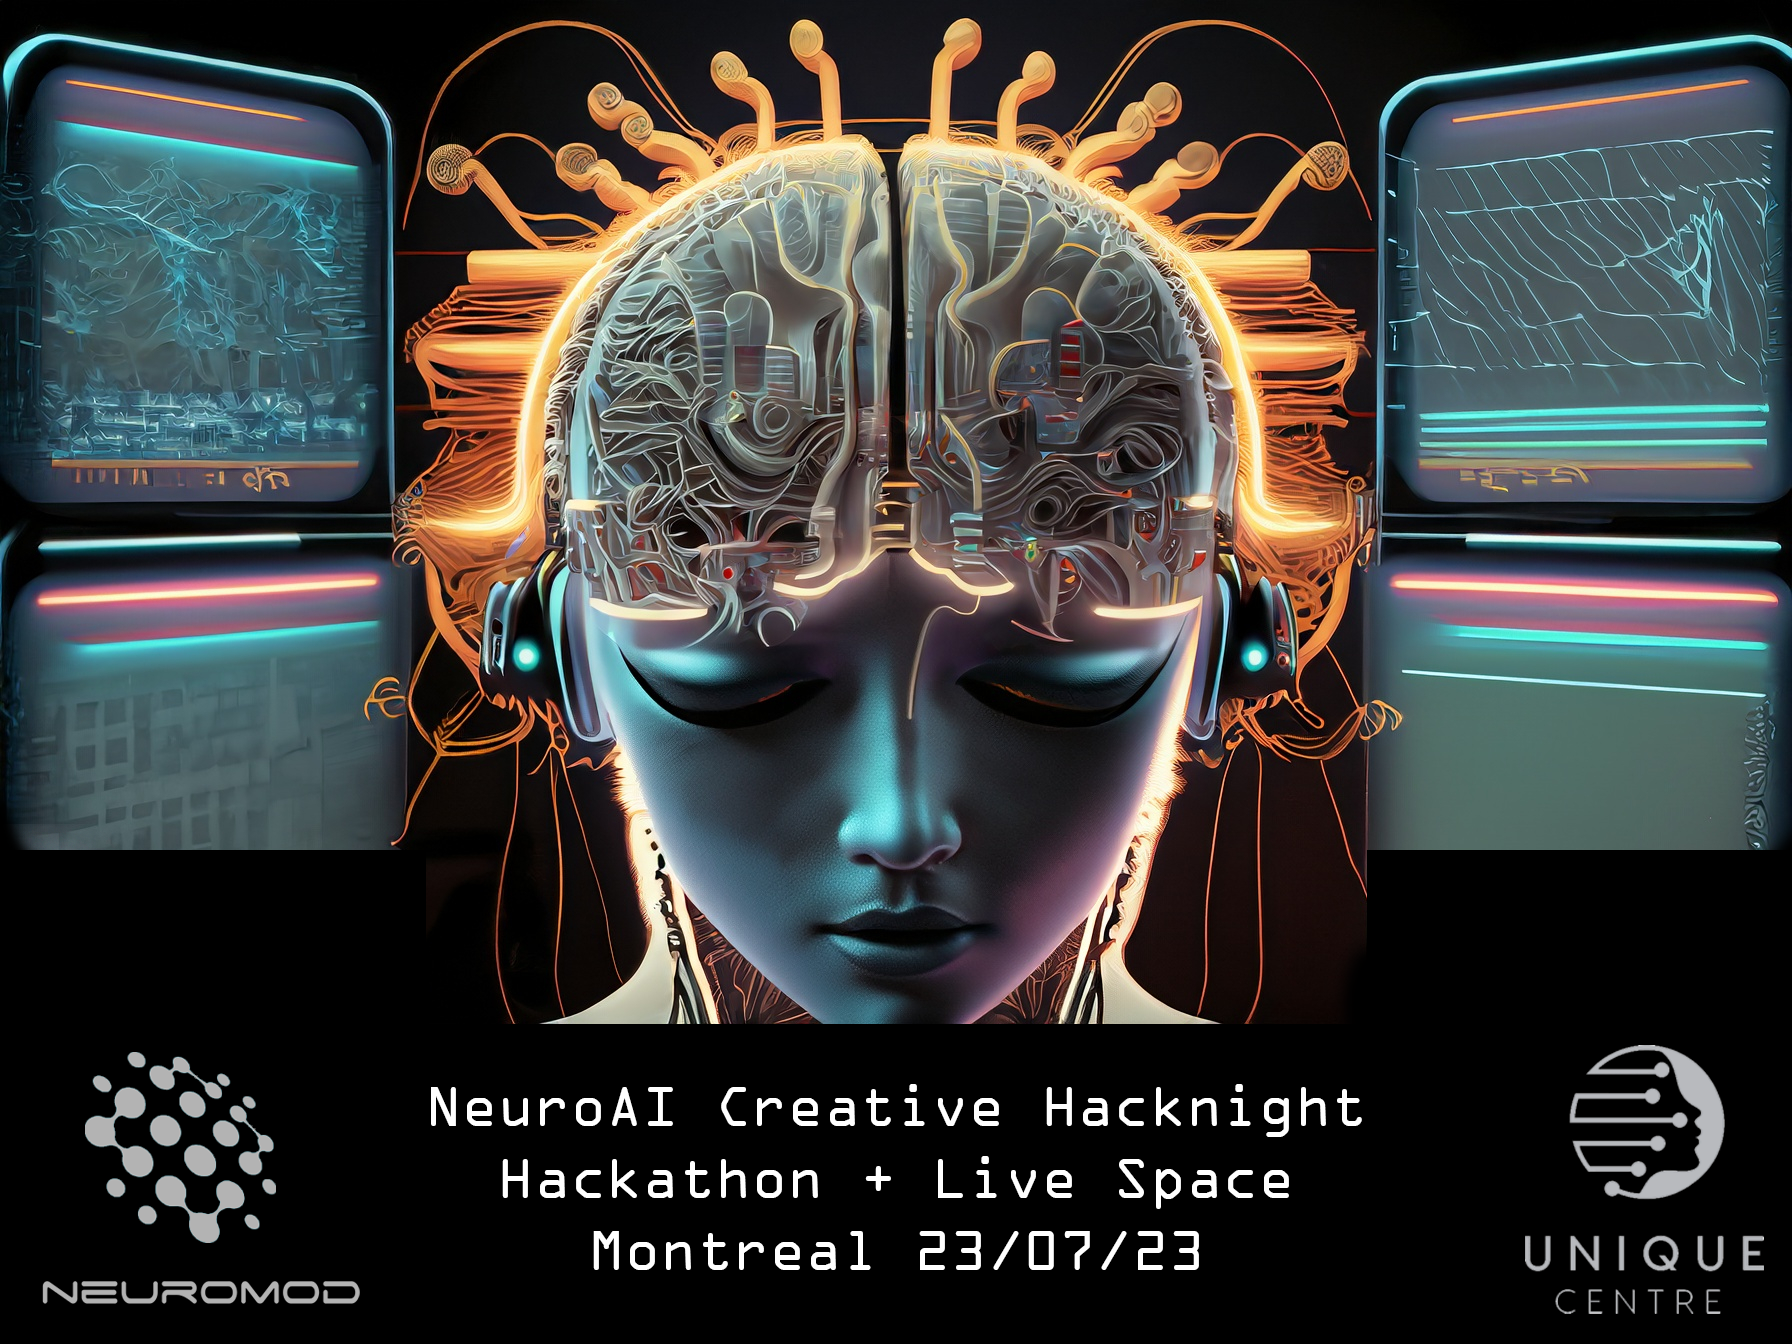 NeuroAI Creative Hacknight
Hackathon + Live Space
Montreal 23/07/23
NEUROMOD
UNIQUE
CENTRE